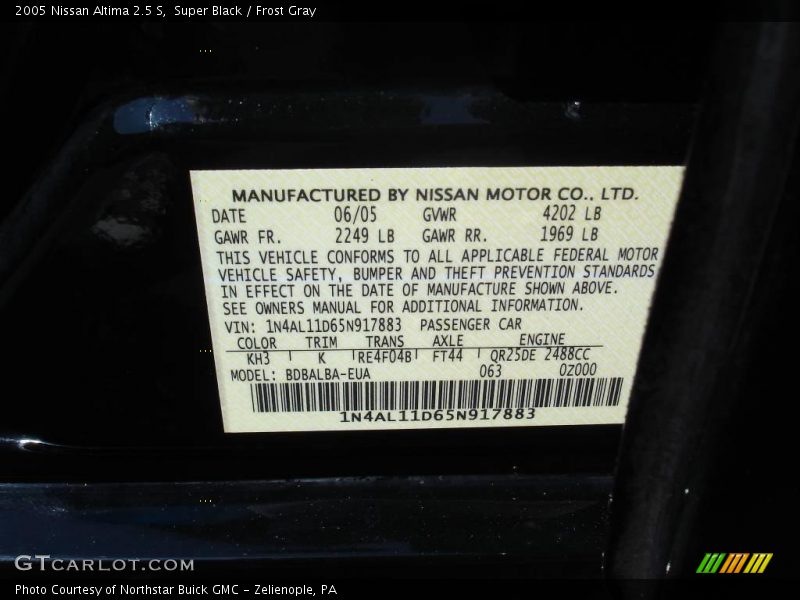 2005 Nissan Altima 2.5 S, Super Black / Frost Gray
MANUFACTURED BY NISSAN MOTOR CO., LTD.
DATE 06/05 GVWR 4202 LB
GAWR FR. 2249 LB GAWR RR. 1969 LB
THIS VEHICLE CONFORMS TO ALL APPLICABLE FEDERAL MOTOR
VEHICLE SAFETY, BUMPER AND THEFT PREVENTION STANDARDS
IN EFFECT ON THE DATE OF MANUFACTURE SHOWN ABOVE.
SEE OWNERS MANUAL FOR ADDITIONAL INFORMATION.
VIN: 1N4AL11D65N917883 PASSENGER CAR
COLOR TRIM TRANS AXLE ENGINE
KH3 K RE4F04B FT44 QR25DE 2488CC
MODEL: BDBALBA-EUA 063 0Z000
1N4AL11D65N917883
GTCARLOT.COM
Photo Courtesy of Northstar Buick GMC - Zelienople, PA